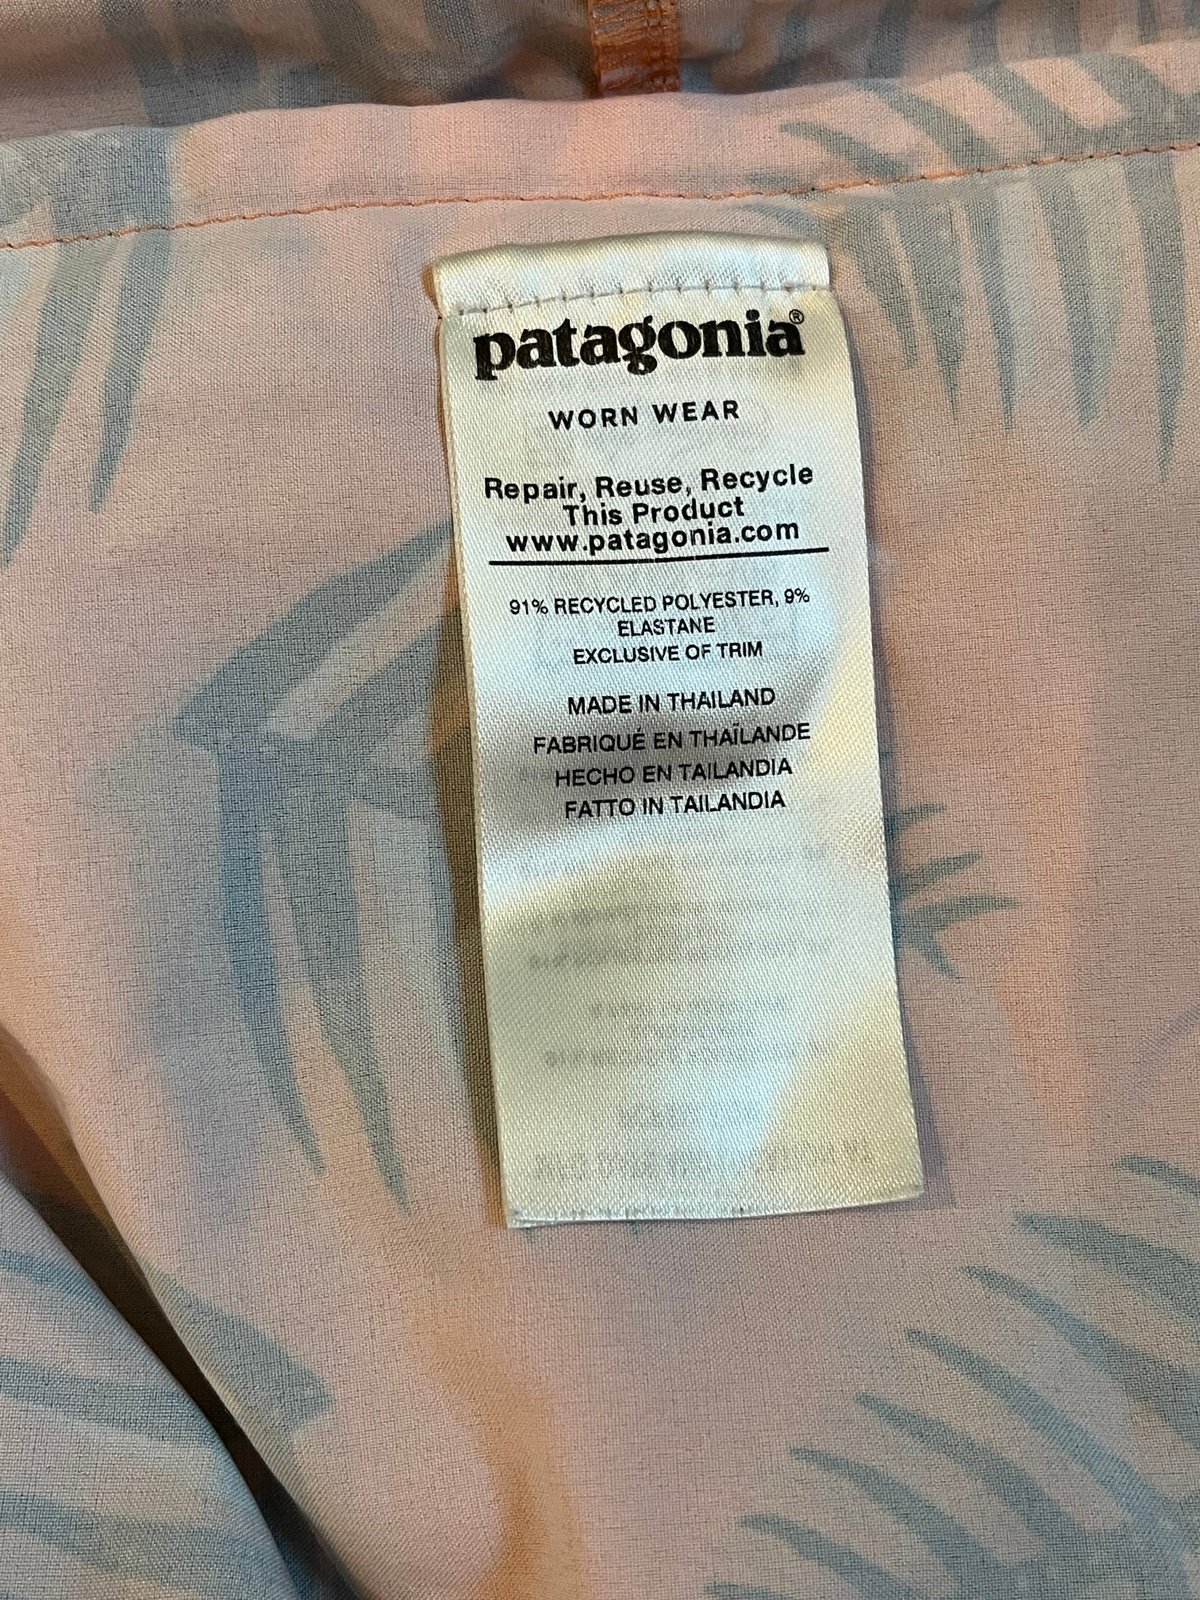 patagonia®
WORN WEAR
Repair, Reuse, Recycle
This Product
www.patagonia.com
91% RECYCLED POLYESTER, 9%
ELASTANE
EXCLUSIVE OF TRIM
MADE IN THAILAND
FABRIQUÉ EN THAÏLANDE
HECHO EN TAILANDIA
FATTO IN TAILANDIA